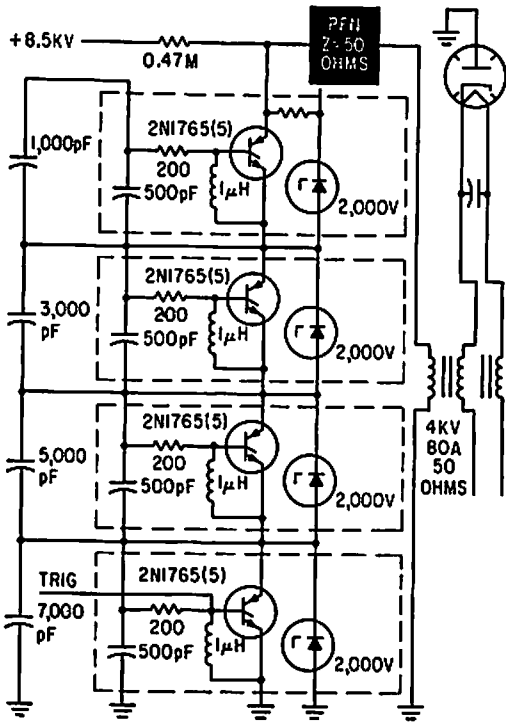 +8.5KV
0.47M
PFN
Z-50
OHMS
1,000pF
2N1765(5)
200
500pF
1μH
2,000V
3,000
pF
2N1765(5)
200
500pF
1μH
2,000V
5,000
pF
2N1765(5)
200
500pF
1μH
2,000V
4KV
80A
50
OHMS
TRIG
7,000
pF
2N1765(5)
200
500pF
1μH
2,000V